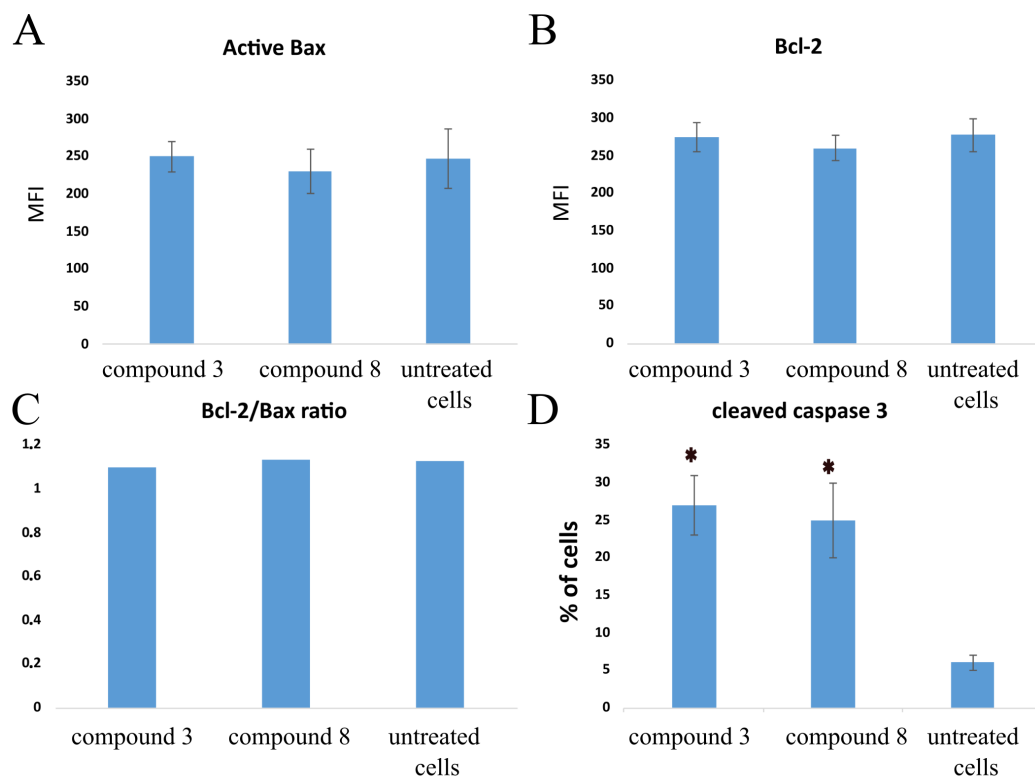 A
Active Bax
350
300
250
200
150
100
50
0
MFI
compound 3
compound 8
untreated
cells
B
Bcl-2
350
300
250
200
150
100
50
0
MFI
compound 3
compound 8
untreated
cells
C
Bcl-2/Bax ratio
1.2
1
0.8
0.6
0.4
0.2
0
compound 3
compound 8
untreated
cells
D
cleaved caspase 3
35
30
25
20
15
10
5
0
% of cells
*
*
compound 3
compound 8
untreated
cells